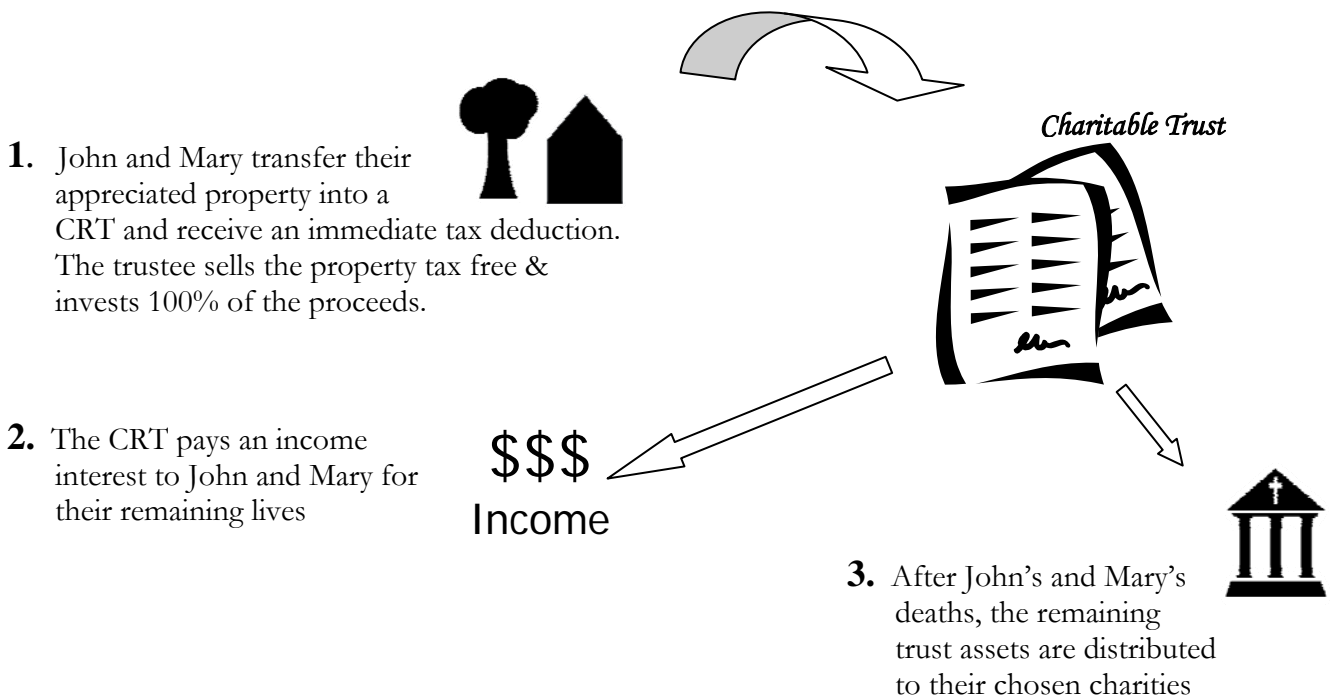 Charitable Trust
1. John and Mary transfer their
appreciated property into a
CRT and receive an immediate tax deduction.
The trustee sells the property tax free &
invests 100% of the proceeds.
2. The CRT pays an income
interest to John and Mary for
their remaining lives
$$$
Income
3. After John’s and Mary’s
deaths, the remaining
trust assets are distributed
to their chosen charities